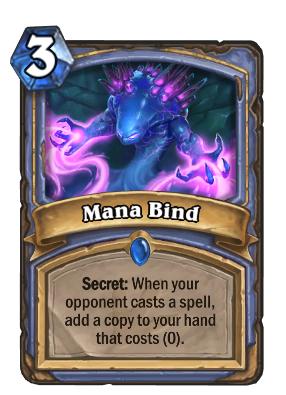 3
Mana Bind
Secret: When your
opponent casts a spell,
add a copy to your hand
that costs (0).